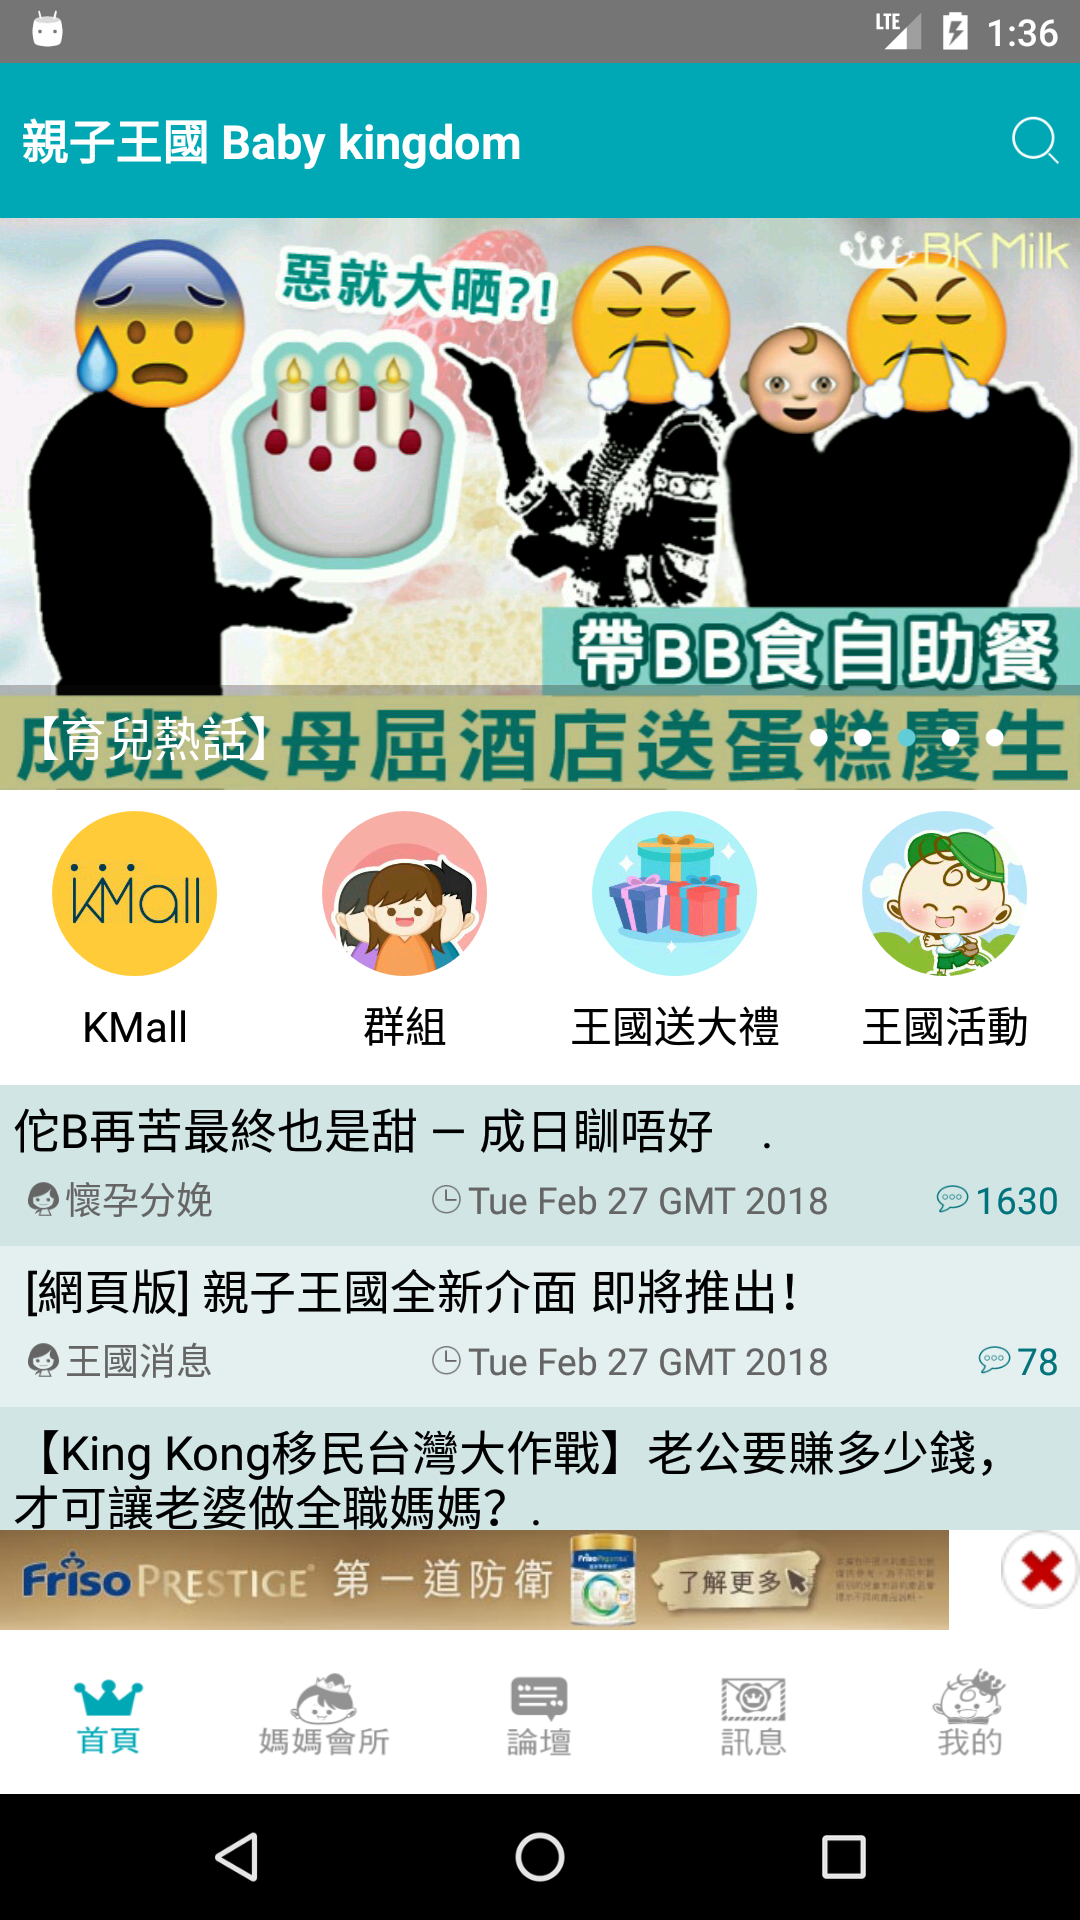 LTE 1:36
親子王國 Baby kingdom
BK Milk
惡就大晒?!
帶BB食自助餐
成班父母屈酒店送蛋糕慶生
【育兒熱話】
KMall
KMall 群組 王國送大禮 王國活動
佗B再苦最終也是甜 － 成日瞓唔好 .
懷孕分娩 Tue Feb 27 GMT 2018 1630
[網頁版] 親子王國全新介面 即將推出！
王國消息 Tue Feb 27 GMT 2018 78
【King Kong移民台灣大作戰】老公要賺多少錢，
才可讓老婆做全職媽媽？.
Friso PRESTIGE 第一道防衛 了解更多
首頁 媽媽會所 論壇 訊息 我的